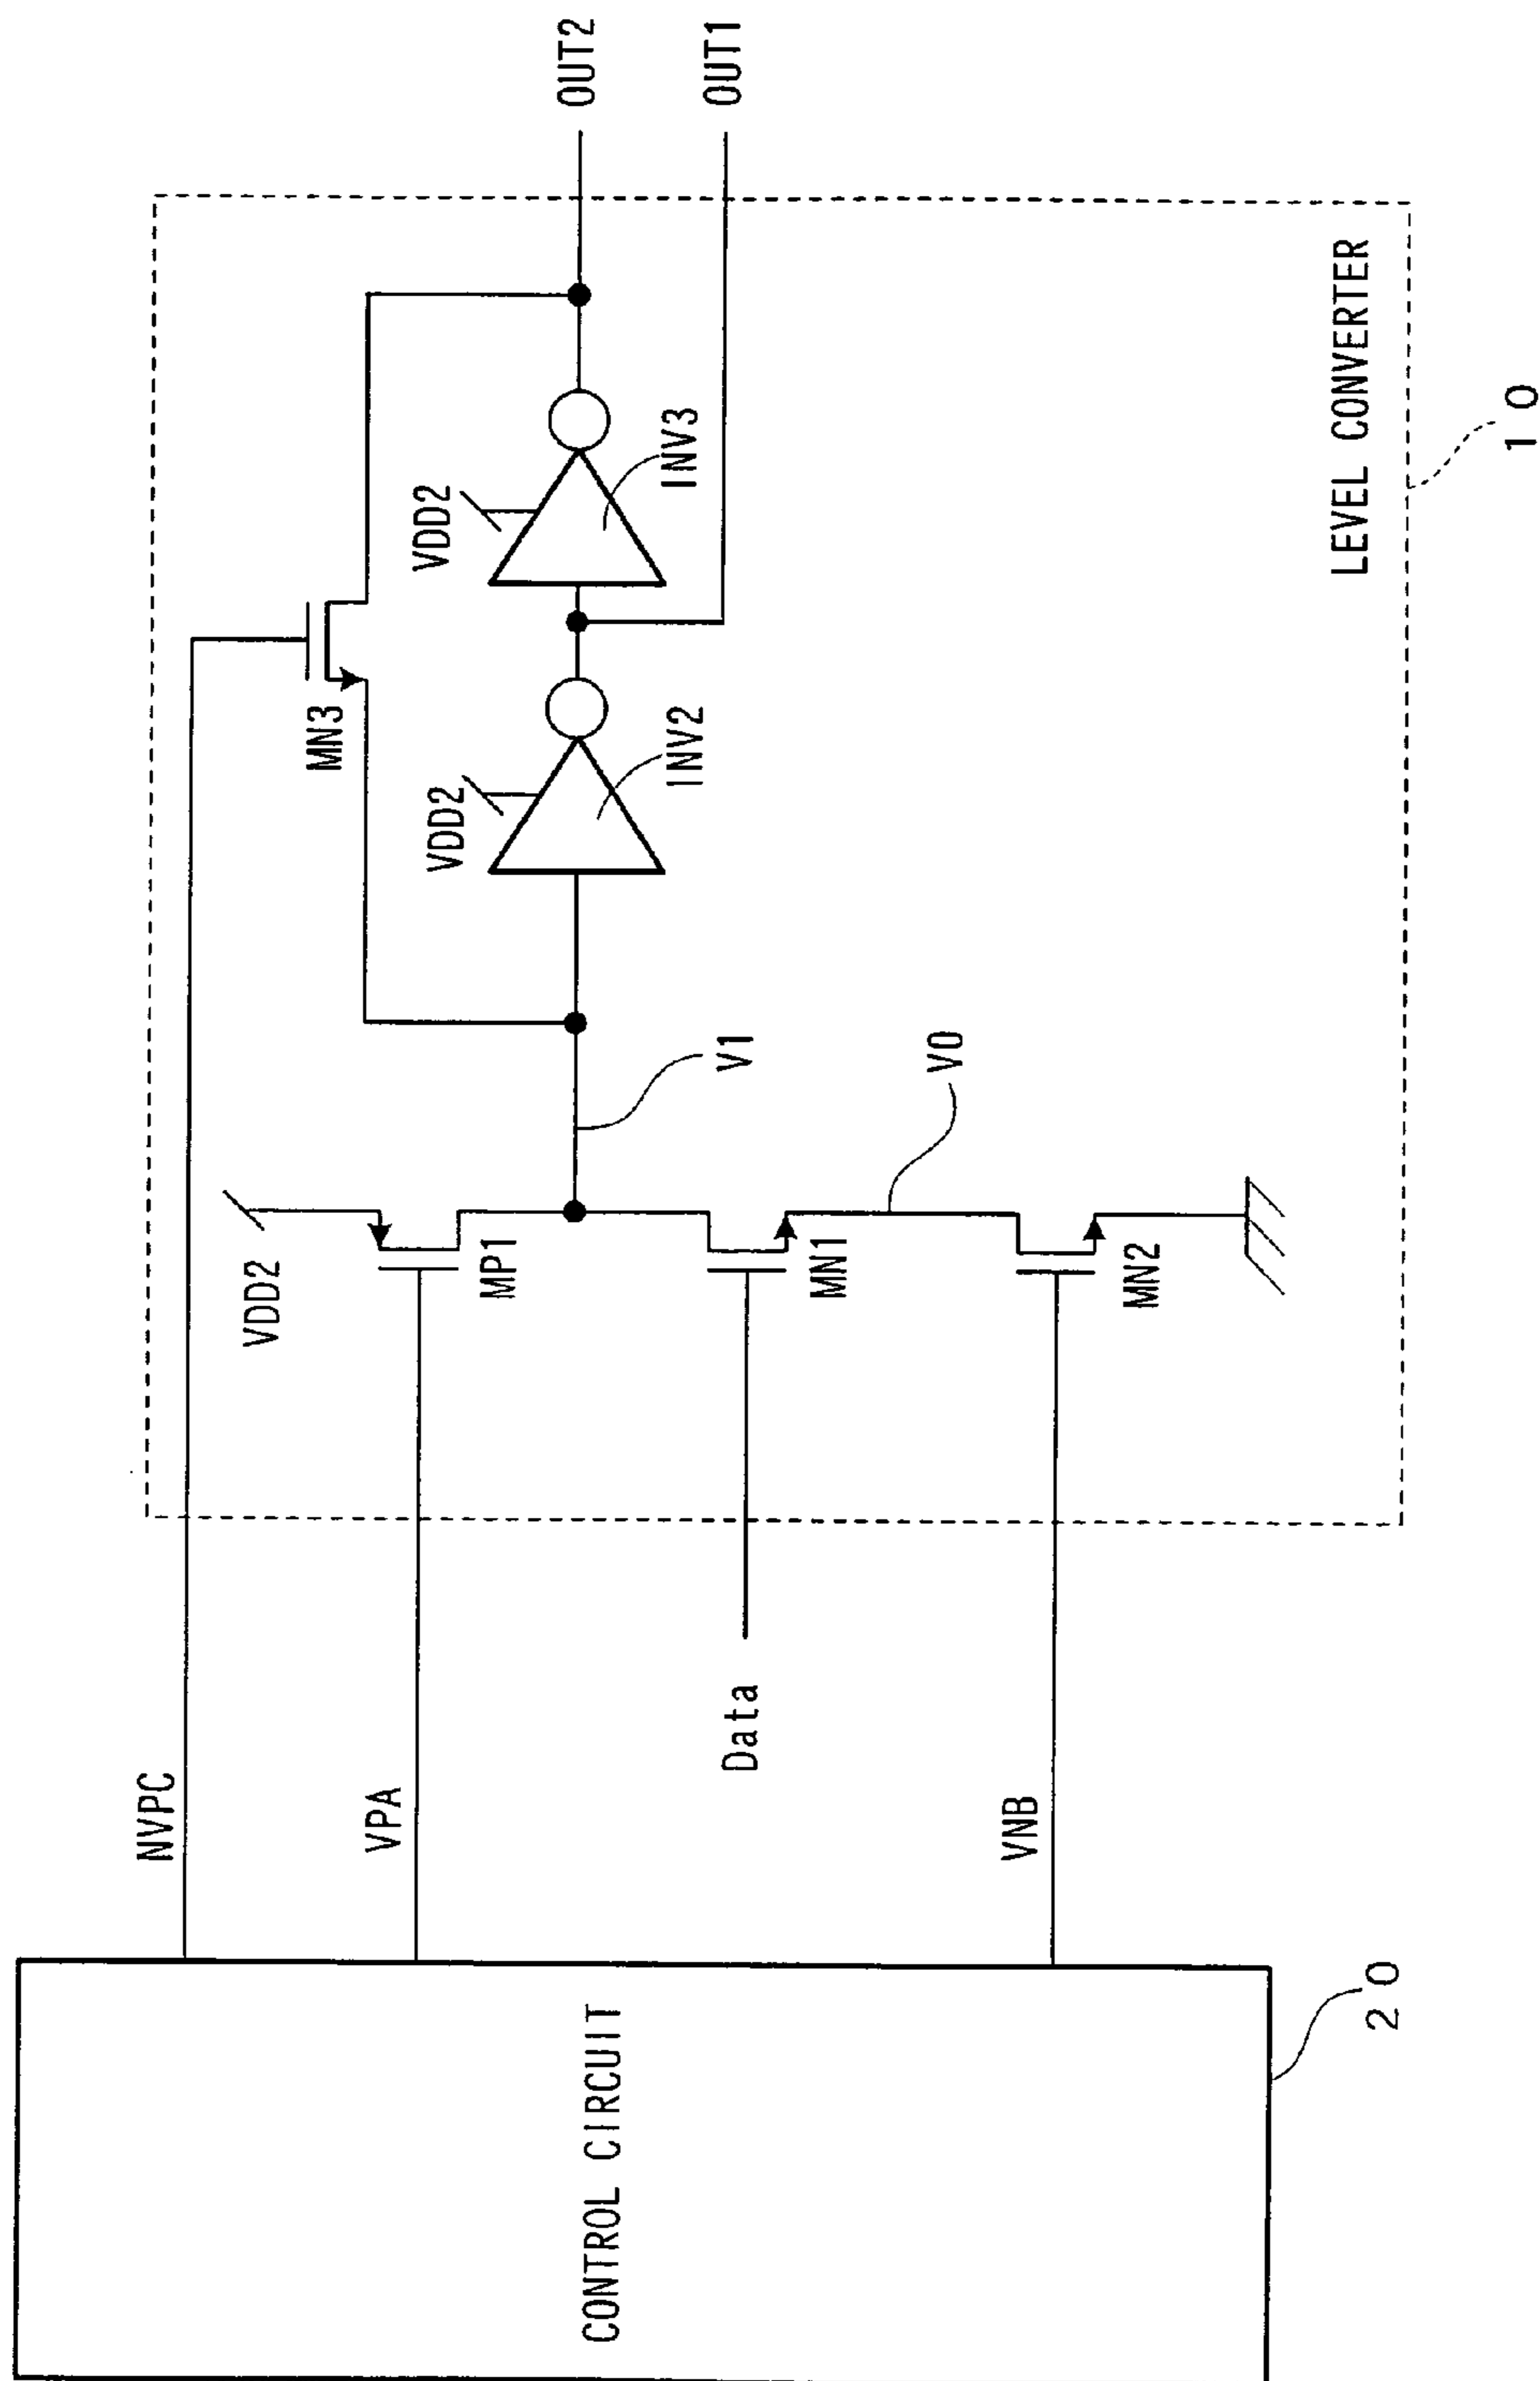 CONTROL CIRCUIT
20
NVPC
VPA
Data
VNB
VDD2
MP1
MN1
MN2
V1
V0
MN3
VDD2
INV2
VDD2
INV3
OUT2
OUT1
LEVEL CONVERTER
10